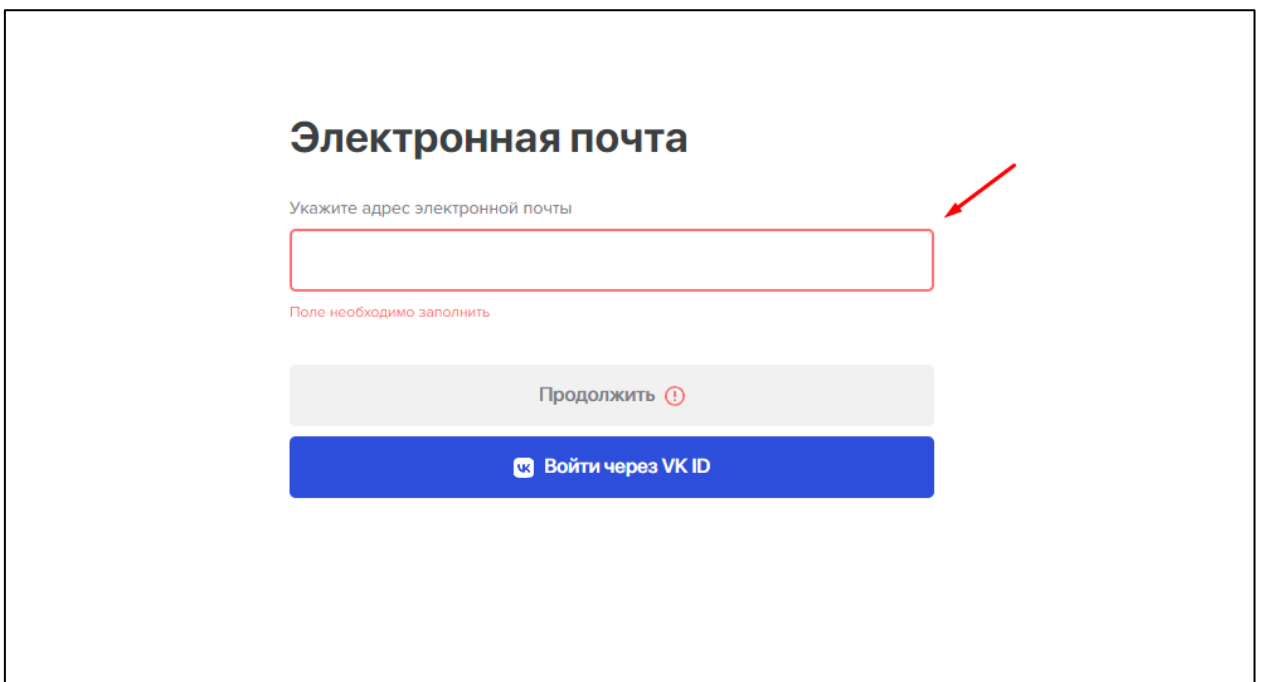 Электронная почта
Укажите адрес электронной почты
Поле необходимо заполнить
Продолжить
Войти через VK ID